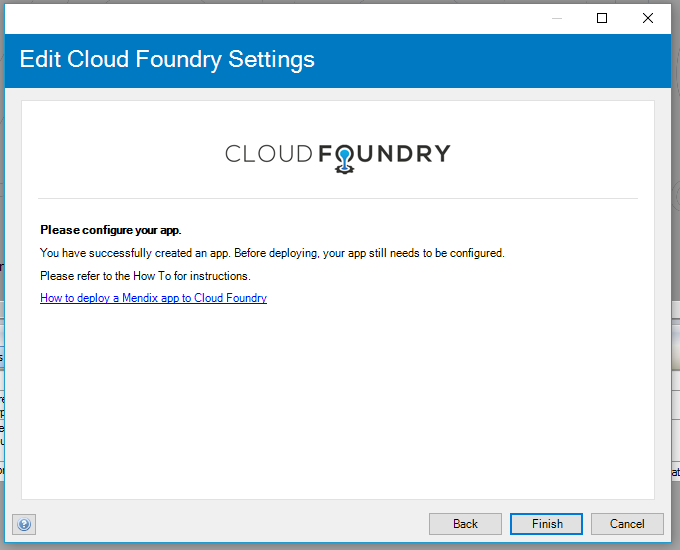 Edit Cloud Foundry Settings
CLOUD FOUNDRY
Please configure your app.
You have successfully created an app. Before deploying, your app still needs to be configured.
Please refer to the How To for instructions.
How to deploy a Mendix app to Cloud Foundry
Back
Finish
Cancel